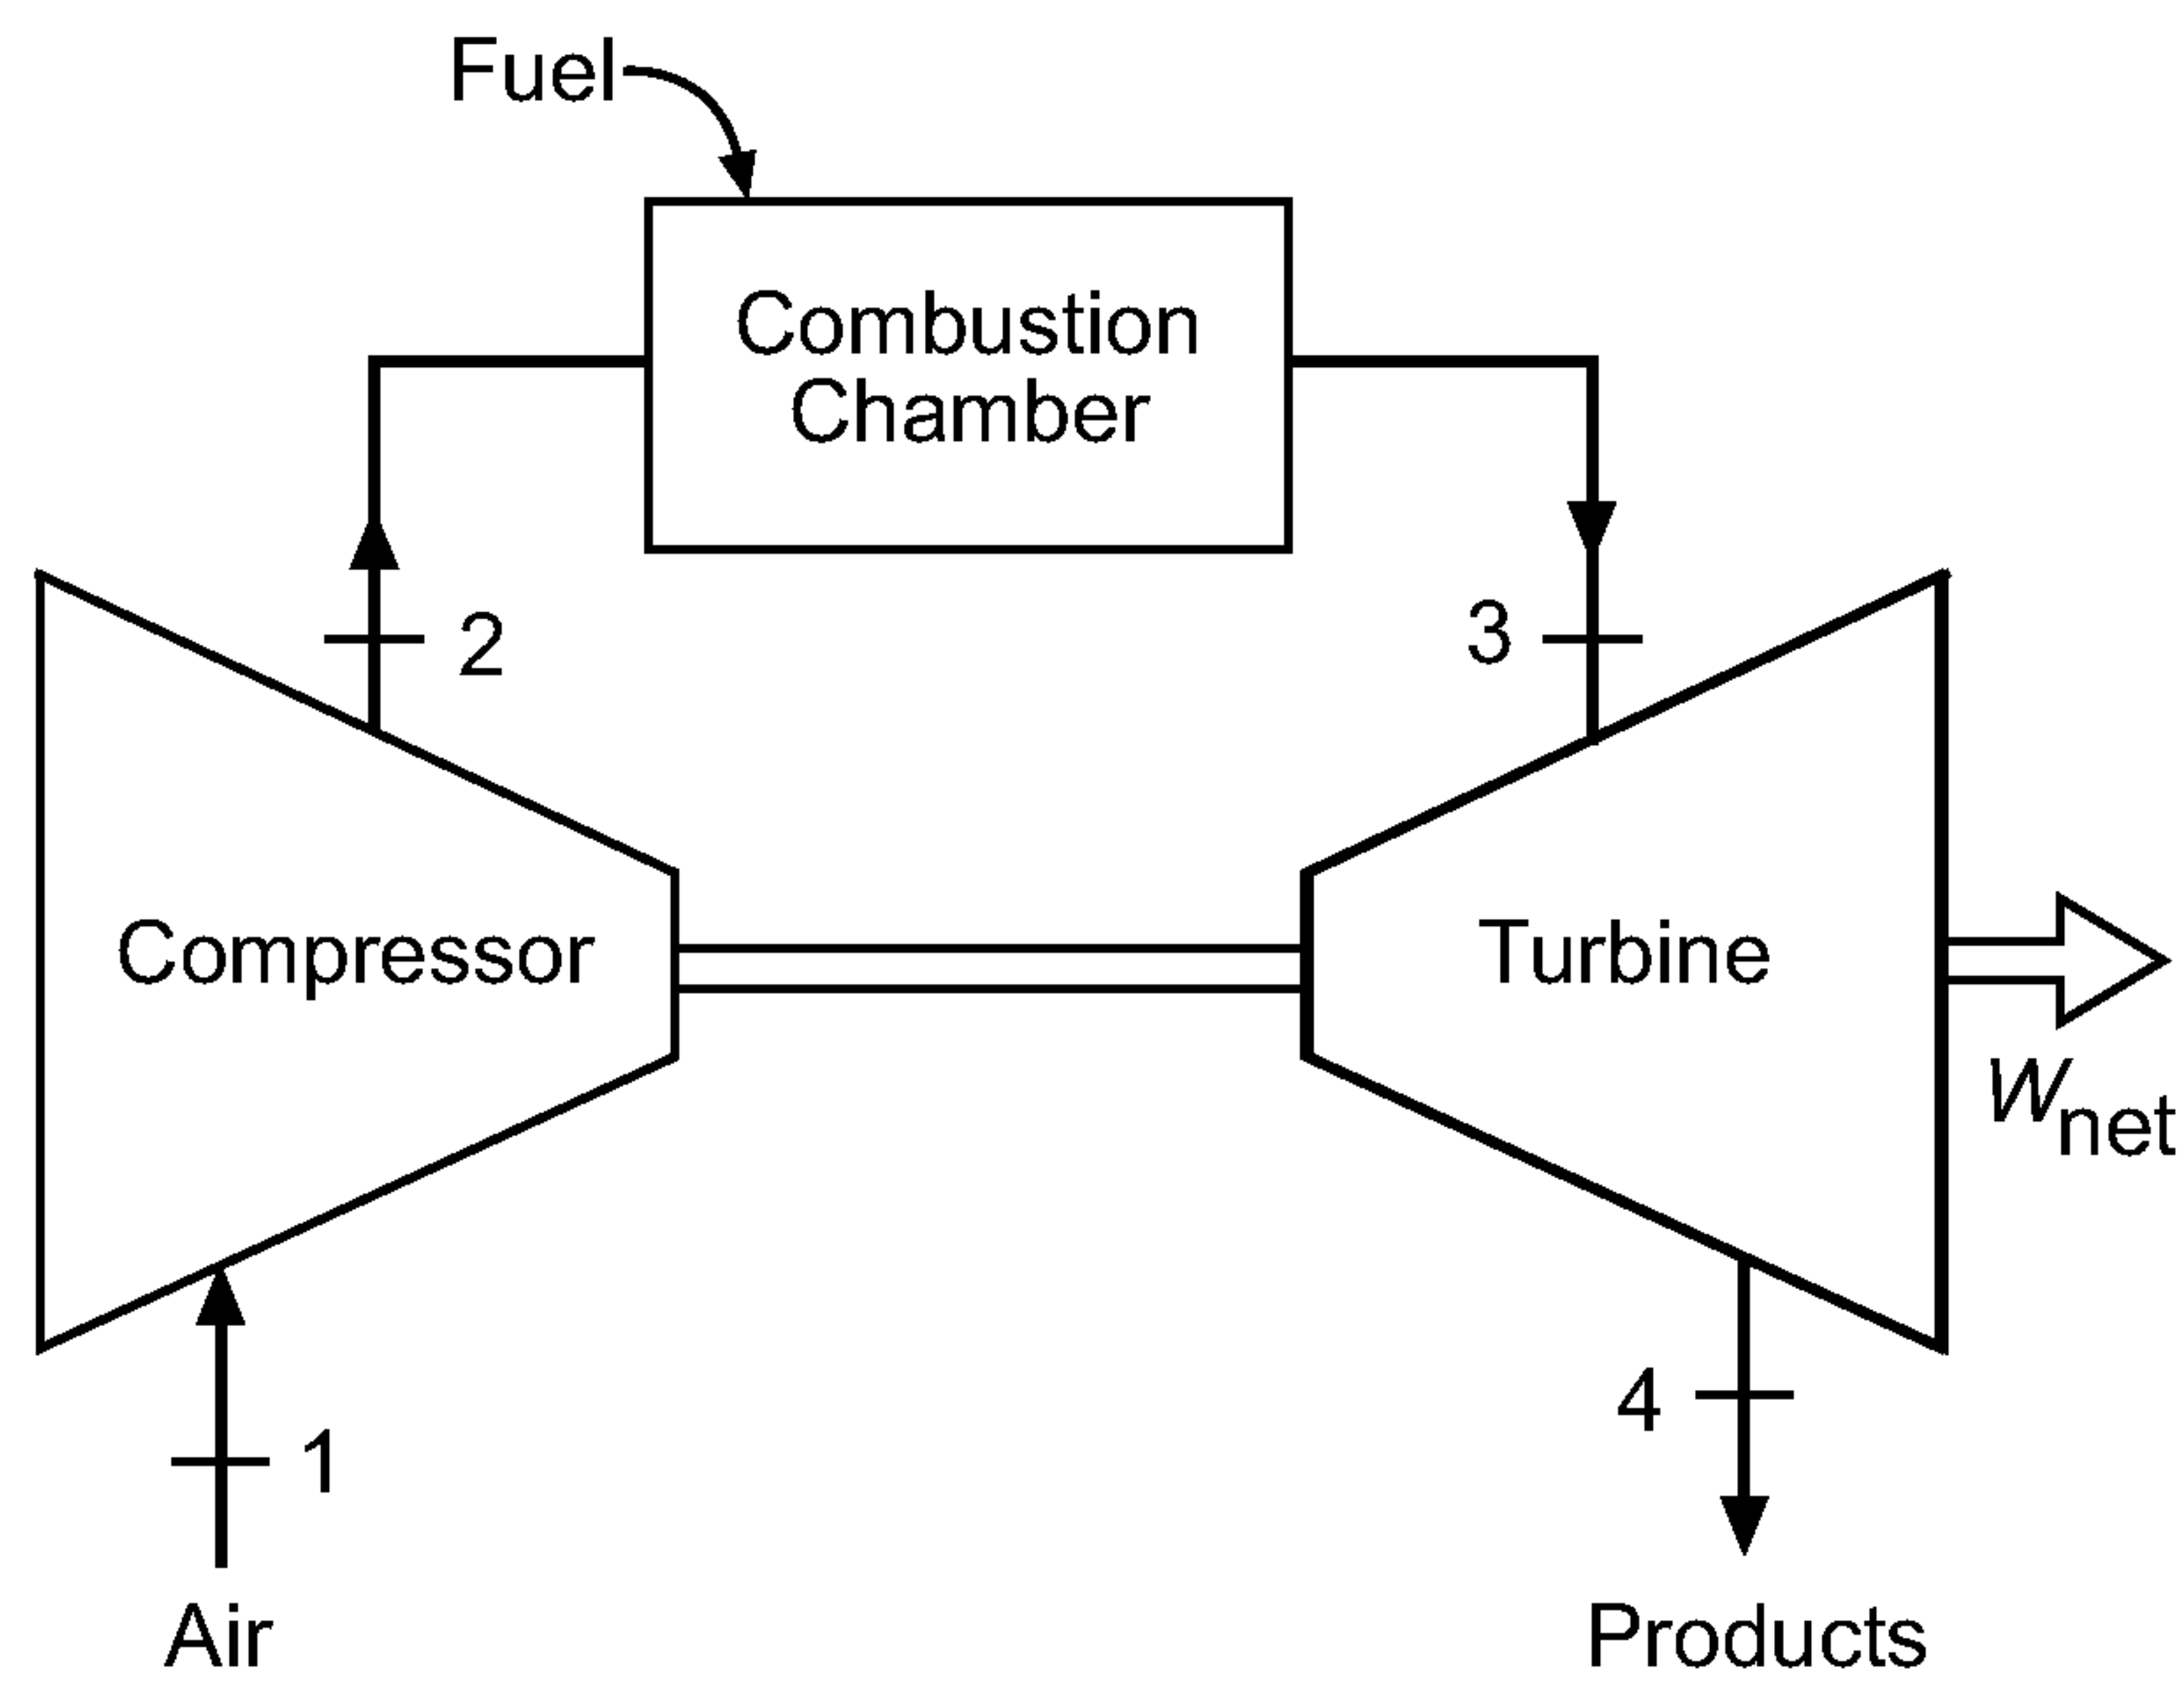 Fuel
Combustion
Chamber
2
3
Compressor
Turbine
Wnet
4
1
Air
Products